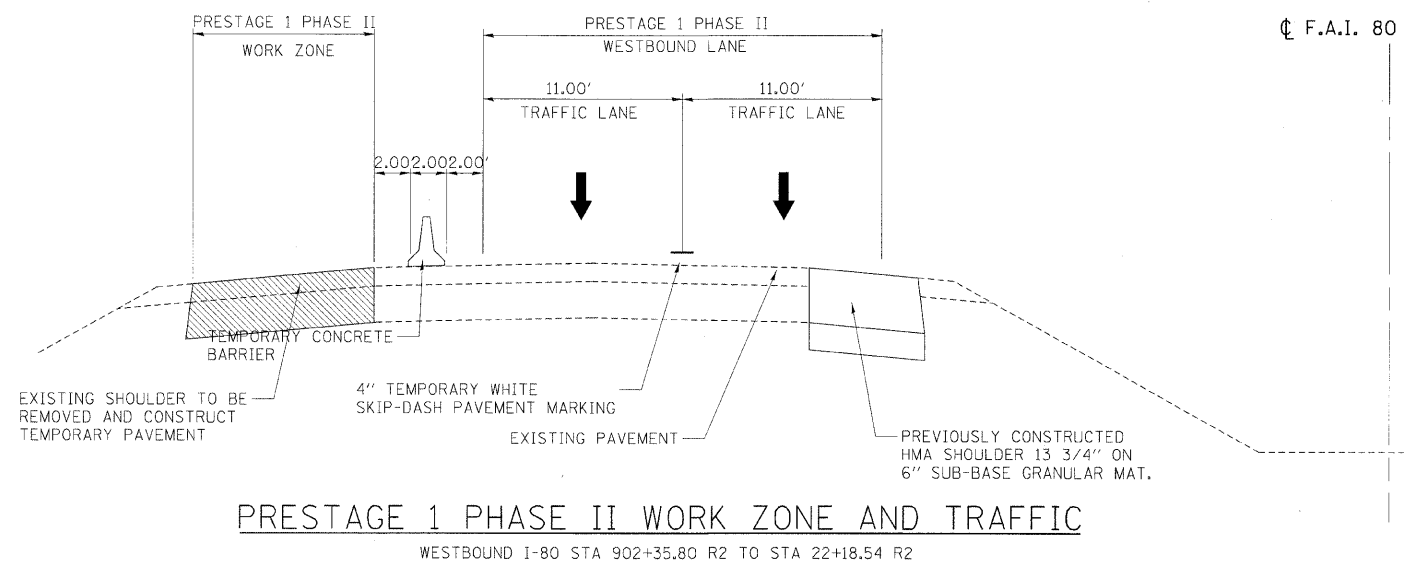 PRESTAGE 1 PHASE II
WORK ZONE
PRESTAGE 1 PHASE II
WESTBOUND LANE
℄ F.A.I. 80
11.00'
TRAFFIC LANE
11.00'
TRAFFIC LANE
2.00 2.00 2.00'
TEMPORARY CONCRETE
BARRIER
EXISTING SHOULDER TO BE
REMOVED AND CONSTRUCT
TEMPORARY PAVEMENT
4" TEMPORARY WHITE
SKIP-DASH PAVEMENT MARKING
EXISTING PAVEMENT
PREVIOUSLY CONSTRUCTED
HMA SHOULDER 13 3/4" ON
6" SUB-BASE GRANULAR MAT.
PRESTAGE 1 PHASE II WORK ZONE AND TRAFFIC
WESTBOUND I-80 STA 902+35.80 R2 TO STA 22+18.54 R2